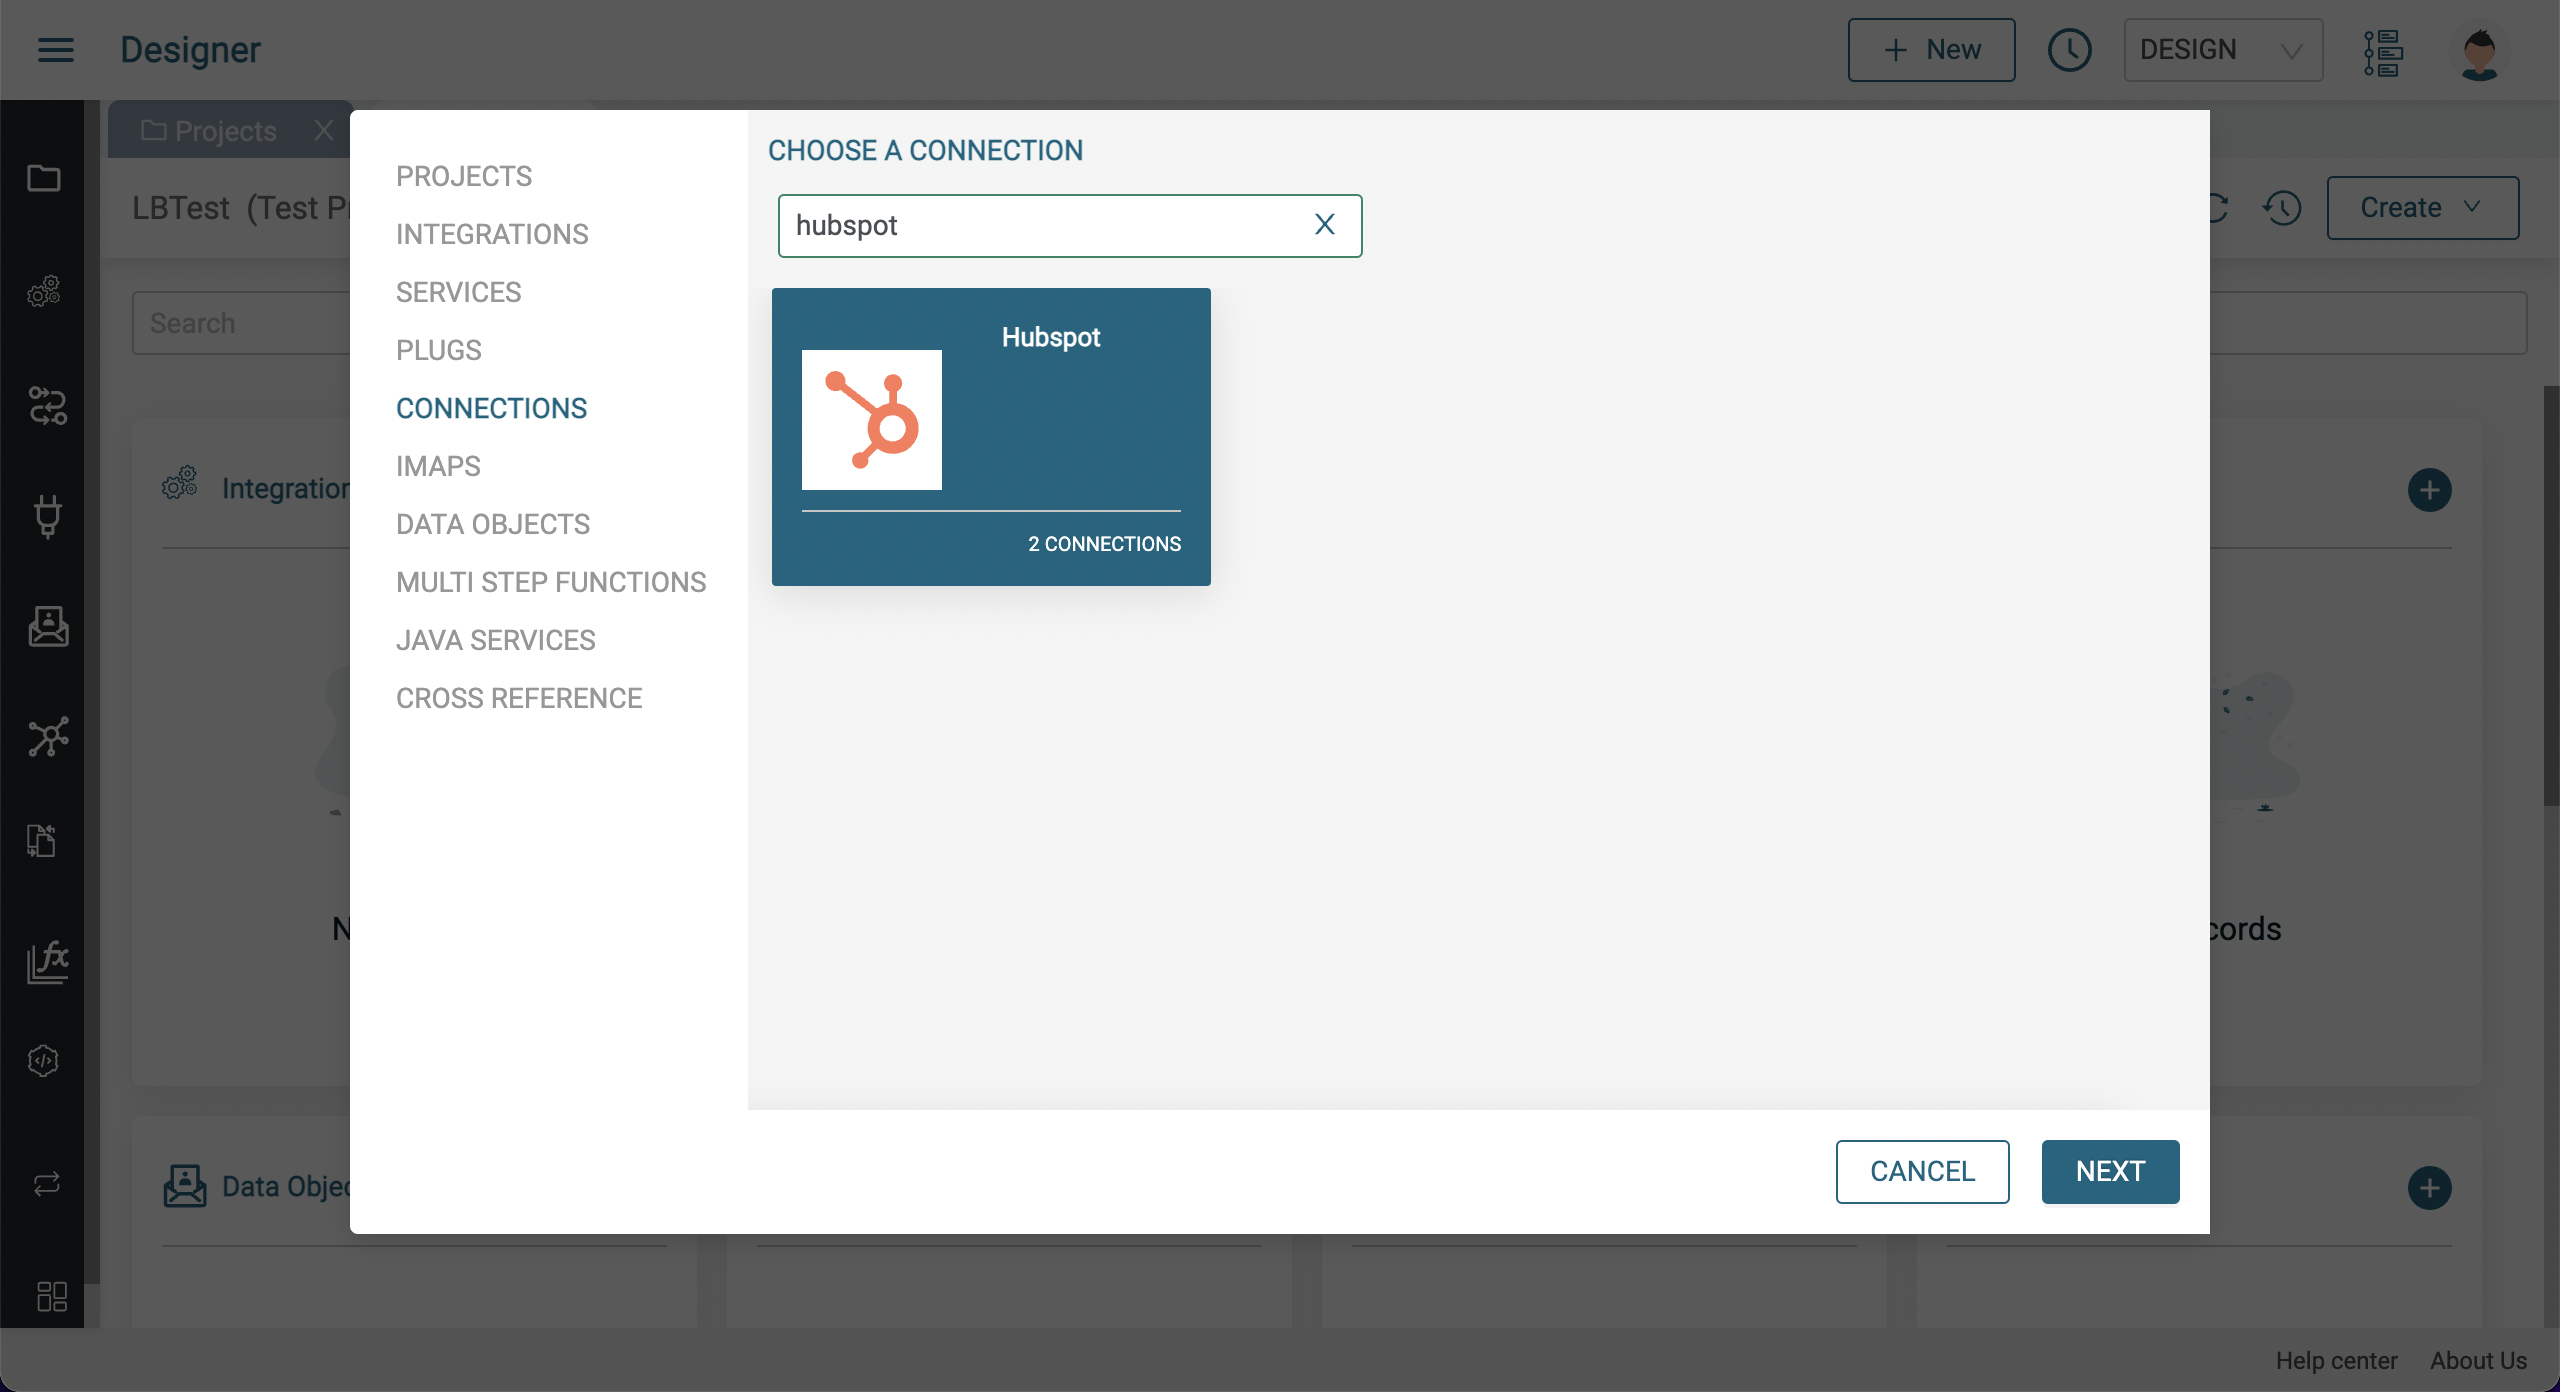 Designer
New
DESIGN
Projects
LBTest (Test P
Create
Search
Integration
N
cords
Data Objec
PROJECTS
INTEGRATIONS
SERVICES
PLUGS
CONNECTIONS
IMAPS
DATA OBJECTS
MULTI STEP FUNCTIONS
JAVA SERVICES
CROSS REFERENCE
CHOOSE A CONNECTION
hubspot
Hubspot
2 CONNECTIONS
CANCEL
NEXT
Help center
About Us